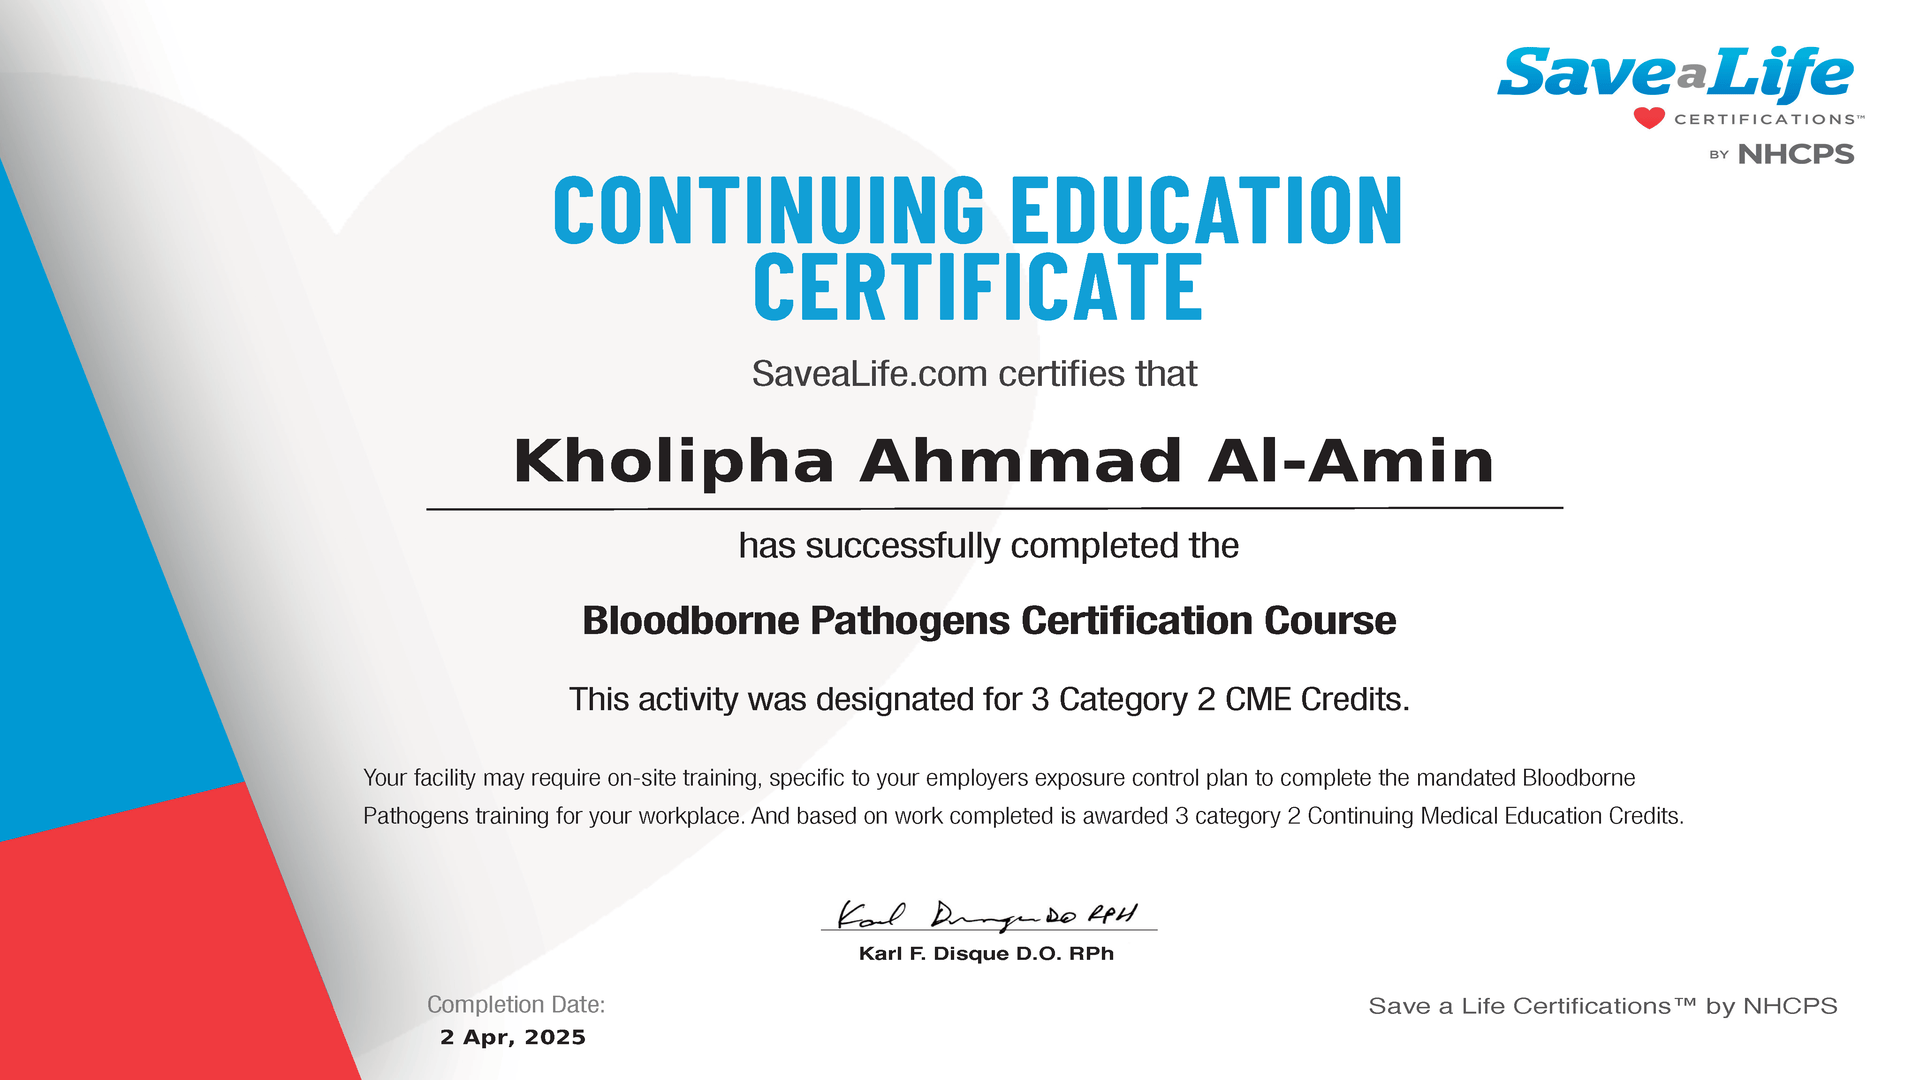 Save a Life
CERTIFICATIONS™
BY NHCPS
CONTINUING EDUCATION
CERTIFICATE
SaveaLife.com certifies that
Kholipha Ahmmad Al-Amin
has successfully completed the
Bloodborne Pathogens Certification Course
This activity was designated for 3 Category 2 CME Credits.
Your facility may require on-site training, specific to your employers exposure control plan to complete the mandated Bloodborne
Pathogens training for your workplace. And based on work completed is awarded 3 category 2 Continuing Medical Education Credits.
Karl DO RPH
Karl F. Disque D.O. RPh
Completion Date:
2 Apr, 2025
Save a Life Certifications™ by NHCPS